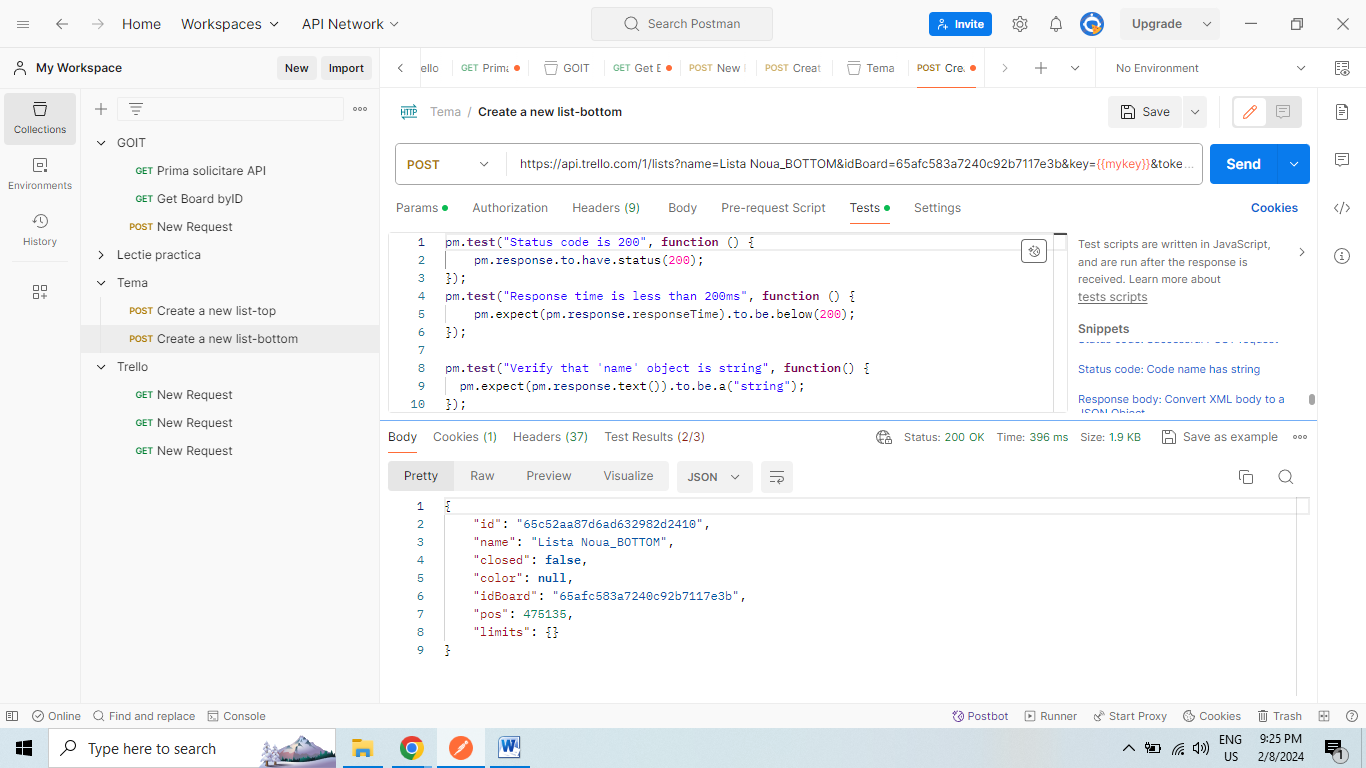 Home Workspaces API Network Search Postman Invite Upgrade
My Workspace New Import
ello GET Prima GOIT GET Get B POST New POST Creat Tema POST Cre. No Environment
Collections
Environments
History
GOIT
GET Prima solicitare API
GET Get Board byID
POST New Request
Lectie practica
Tema
POST Create a new list-top
POST Create a new list-bottom
Trello
GET New Request
GET New Request
GET New Request
HTTP Tema / Create a new list-bottom Save
POST https://api.trello.com/1/lists?name=Lista Noua_BOTTOM&idBoard=65afc583a7240c92b7117e3b&key={{mykey}}&toke... Send
Params Authorization Headers (9) Body Pre-request Script Tests Settings Cookies
1 pm.test("Status code is 200", function () {
2 pm.response.to.have.status(200);
3 });
4 pm.test("Response time is less than 200ms", function () {
5 pm.expect(pm.response.responseTime).to.be.below(200);
6 });
7
8 pm.test("Verify that 'name' object is string", function() {
9 pm.expect(pm.response.text()).to.be.a("string");
10 });
Test scripts are written in JavaScript,
and are run after the response is
received. Learn more about
tests scripts
Snippets
Status code: Successful POST request
Status code: Code name has string
Response body: Convert XML body to a
JSON Object
Body Cookies (1) Headers (37) Test Results (2/3) Status: 200 OK Time: 396 ms Size: 1.9 KB Save as example
Pretty Raw Preview Visualize JSON
1 {
2 "id": "65c52aa87d6ad632982d2410",
3 "name": "Lista Noua_BOTTOM",
4 "closed": false,
5 "color": null,
6 "idBoard": "65afc583a7240c92b7117e3b",
7 "pos": 475135,
8 "limits": {}
9 }
Online Find and replace Console Postbot Runner Start Proxy Cookies Trash
Type here to search
ENG
US
9:25 PM
2/8/2024
1